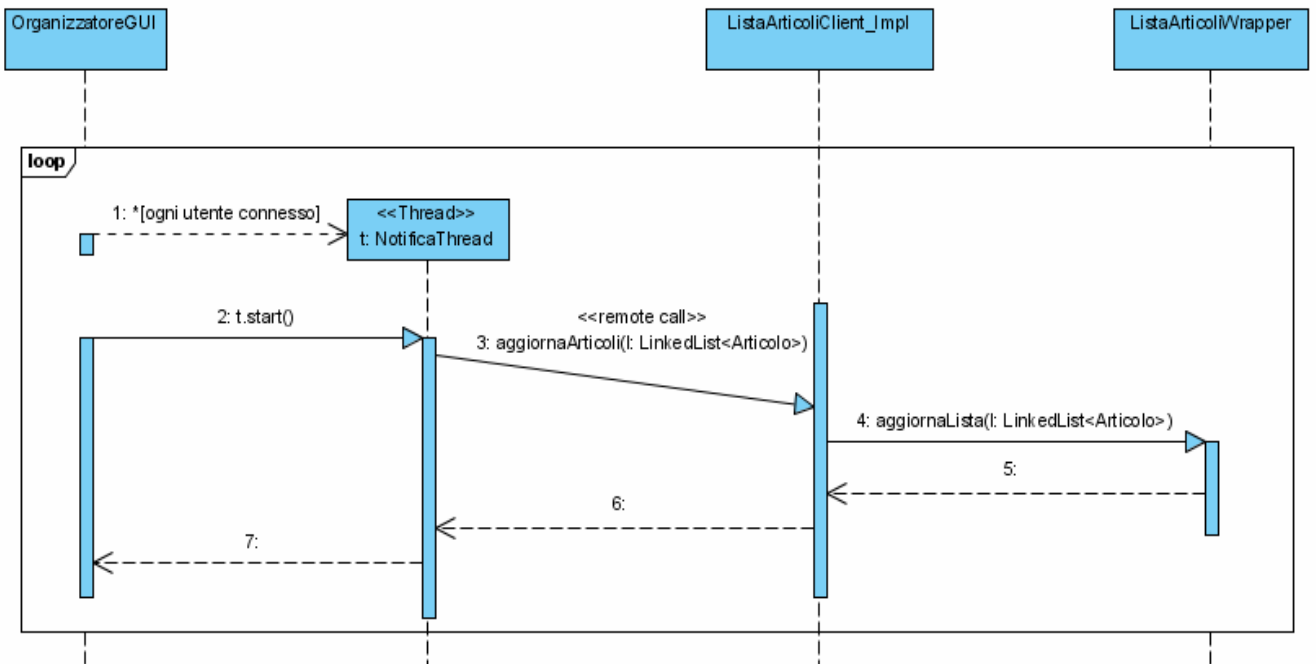 OrganizzatoreGUI
ListaArticoliClient_Impl
ListaArticoliWrapper
loop
1: *[ogni utente connesso]
<<Thread>>
t: NotificaThread
2: t.start()
<<remote call>>
3: aggiornaArticoli(l: LinkedList<Articolo>)
4: aggiornaLista(l: LinkedList<Articolo>)
5:
6:
7: